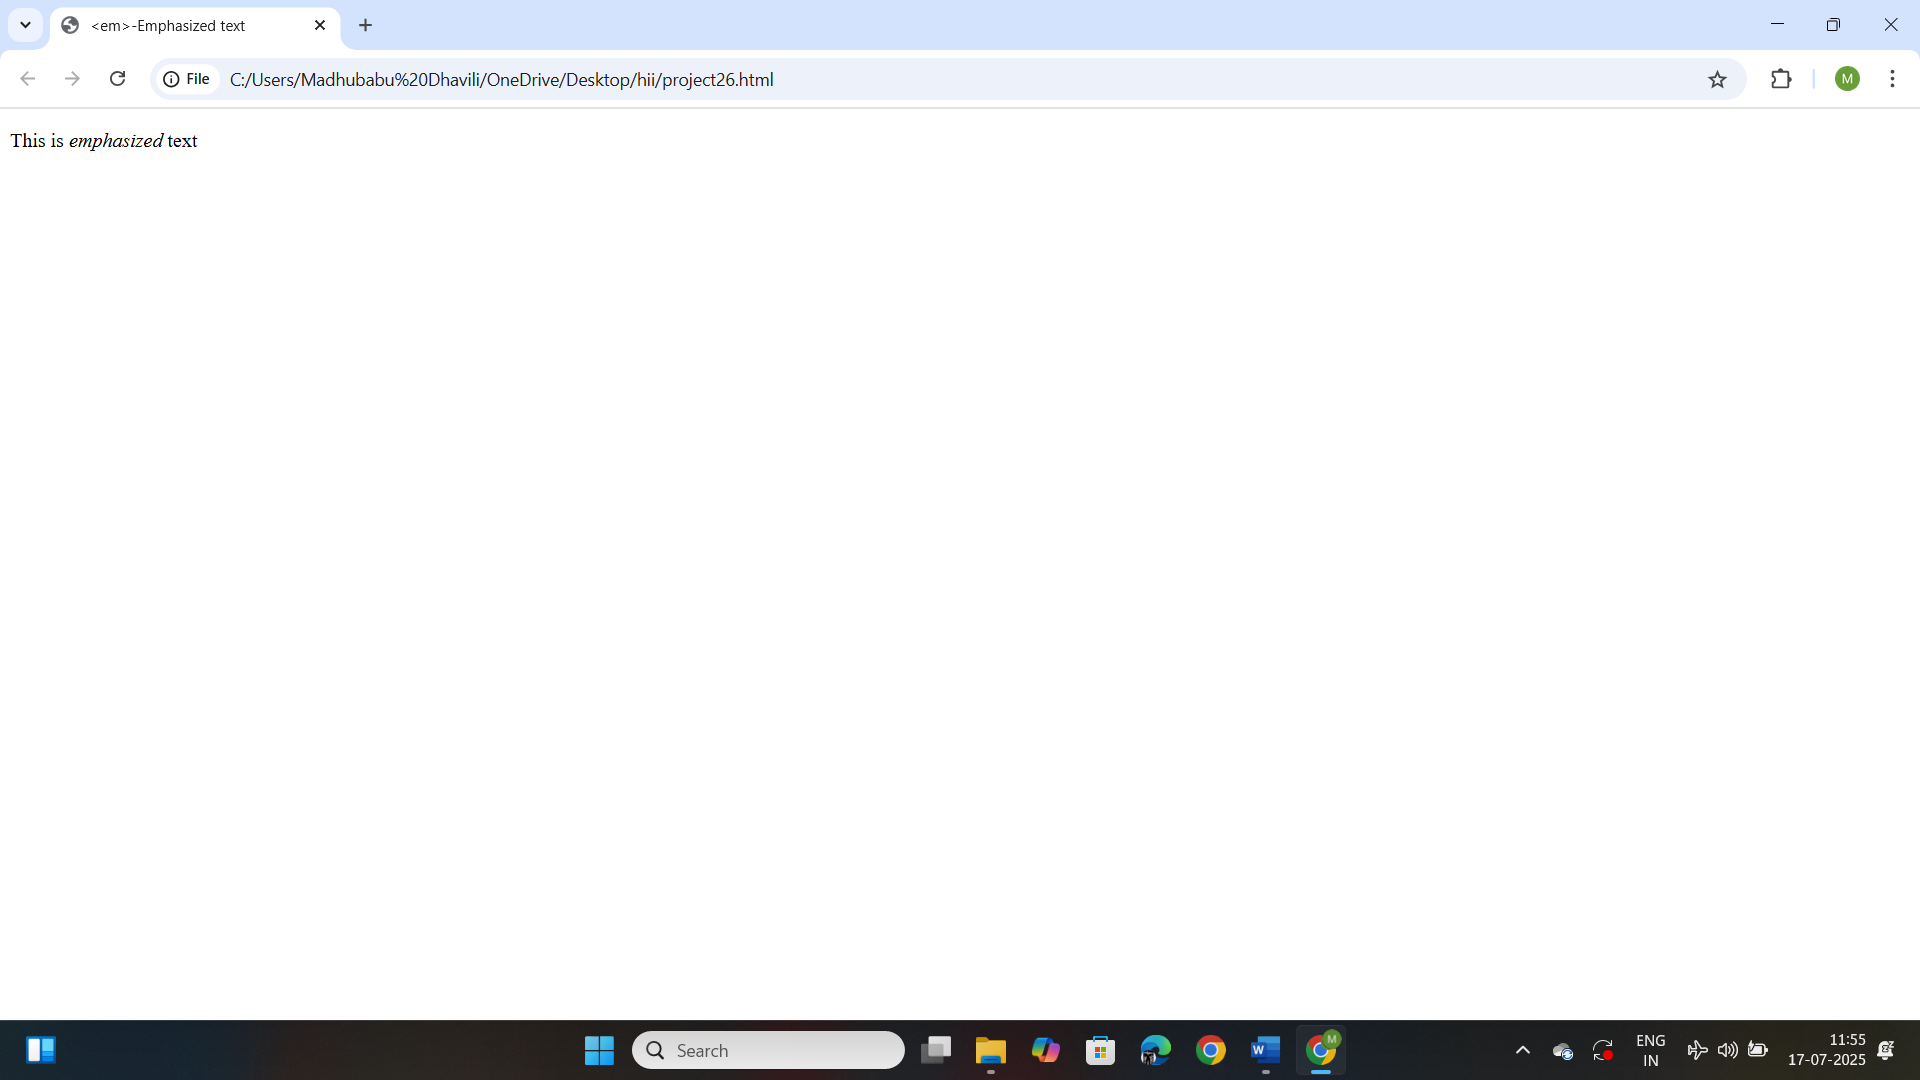 <em>-Emphasized text
File C:/Users/Madhubabu%20Dhavili/OneDrive/Desktop/hii/project26.html
M
This is emphasized text
Search
W
M
ENG
IN
11:55
17-07-2025